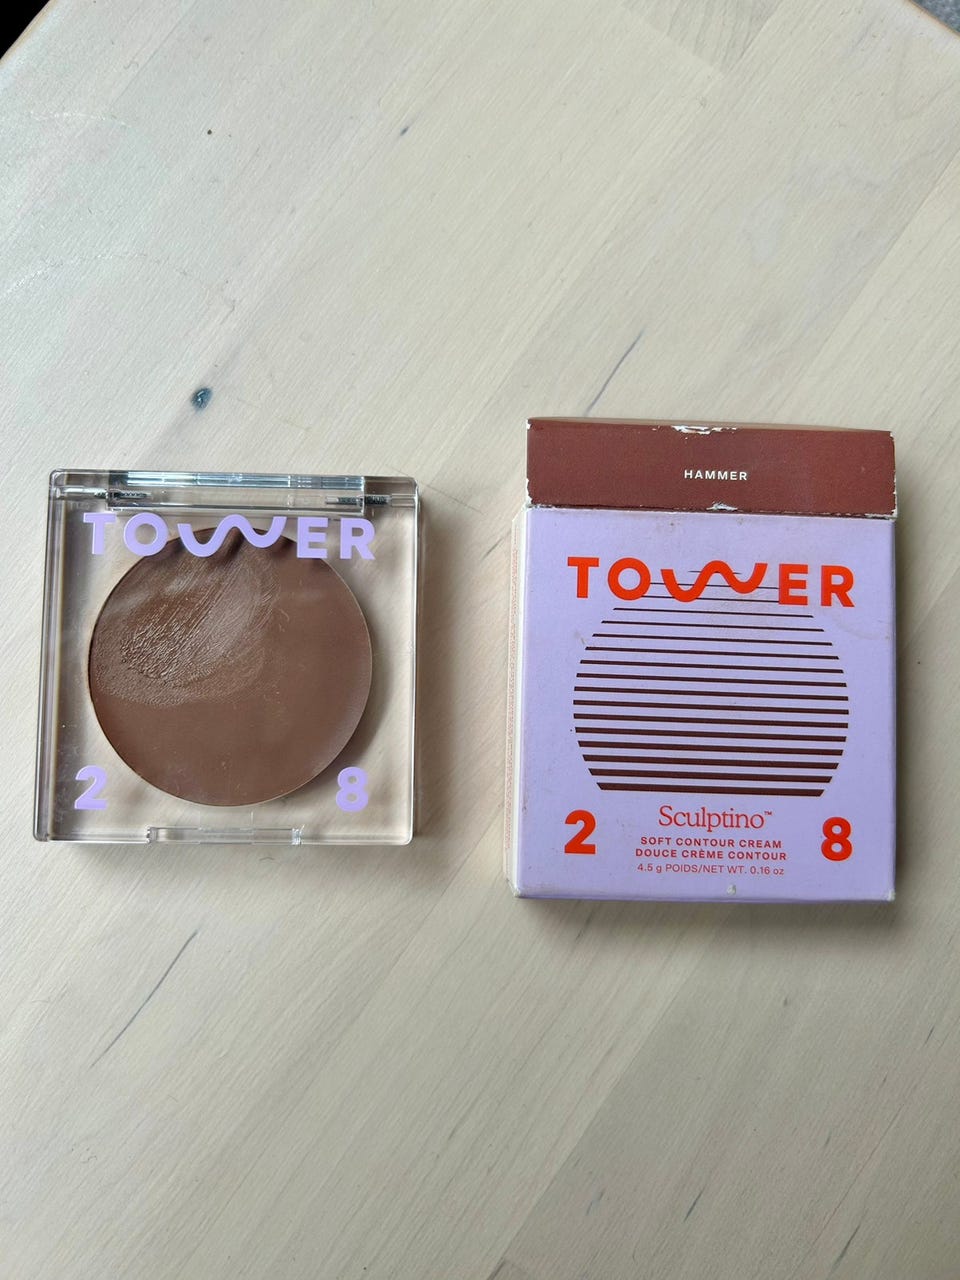 TOWER
2 8
HAMMER
TOWER
2 8
Sculptino™
SOFT CONTOUR CREAM
DOUCE CRÈME CONTOUR
4.5 g POIDS/NET WT. 0.16 oz